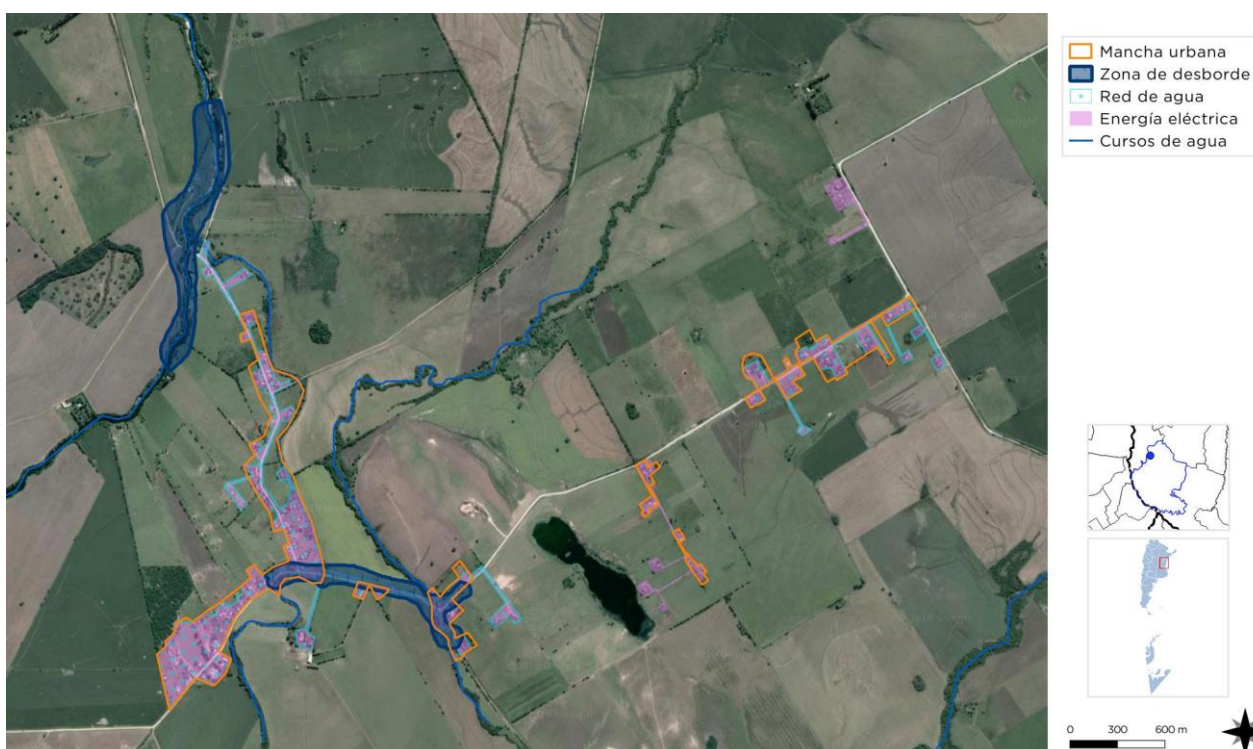 Mancha urbana
Zona de desborde
Red de agua
Energía eléctrica
Cursos de agua
0 300 600 m